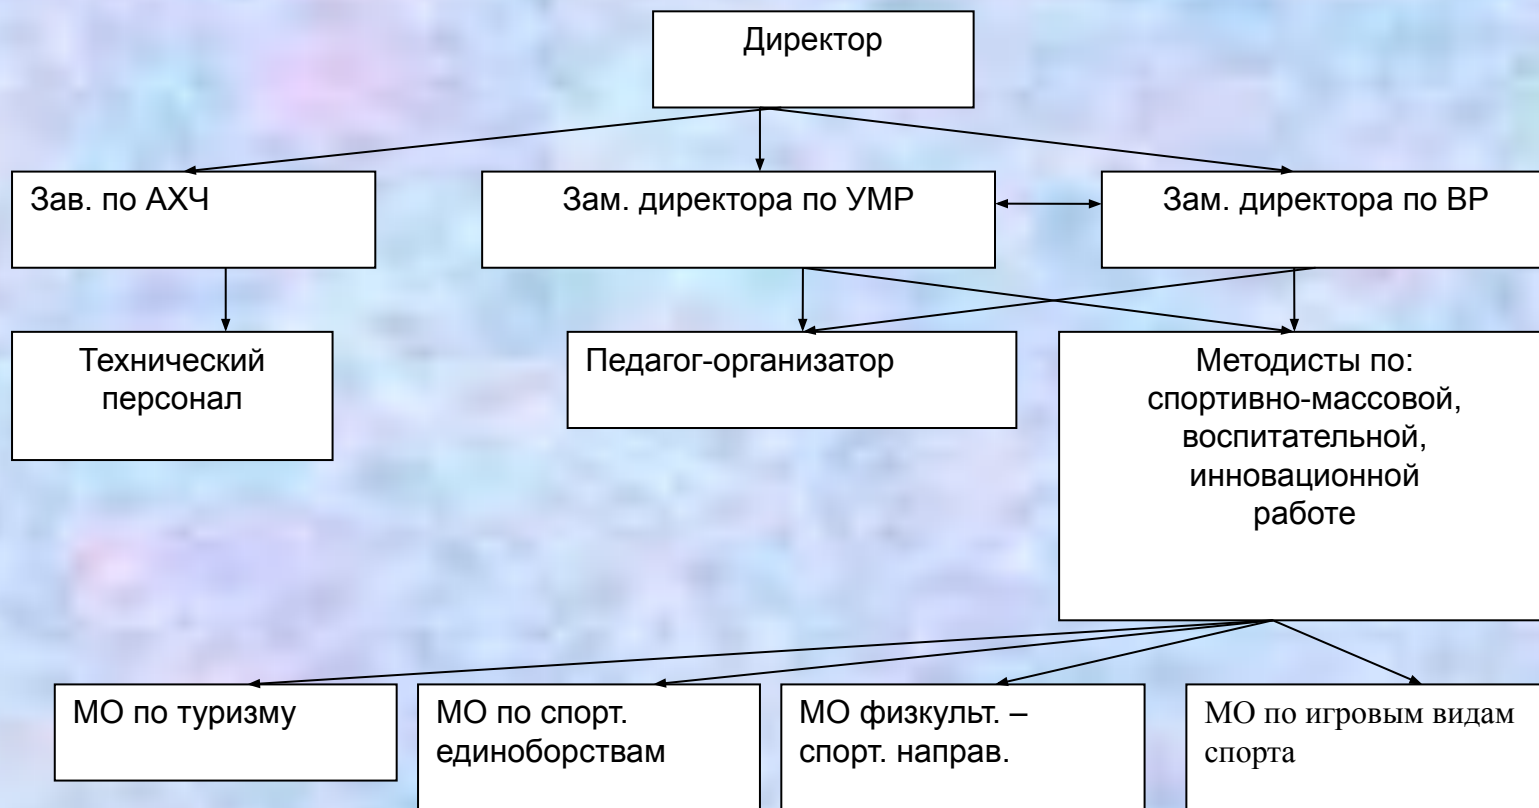 Директор
Зав. по АХЧ
Зам. директора по УМР
Зам. директора по ВР
Технический
персонал
Педагог-организатор
Методисты по:
спортивно-массовой,
воспитательной,
инновационной
работе
МО по туризму
МО по спорт.
единоборствам
МО физкульт. –
спорт. направ.
МО по игровым видам
спорта